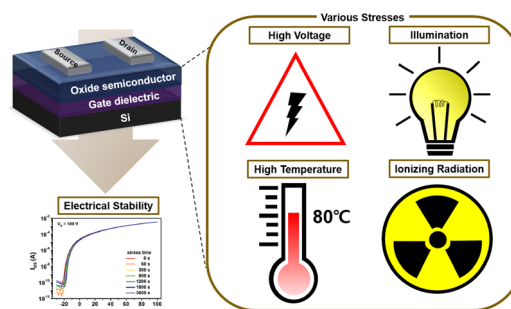 Various Stresses
High Voltage
Illumination
Source
Drain
Oxide semiconductor
Gate dielectric
Si
High Temperature
Ionizing Radiation
80℃
Electrical Stability
stress time
0 s
60 s
300 s
600 s
1200 s
1800 s
3600 s
-20 0 20 40 60 80 100